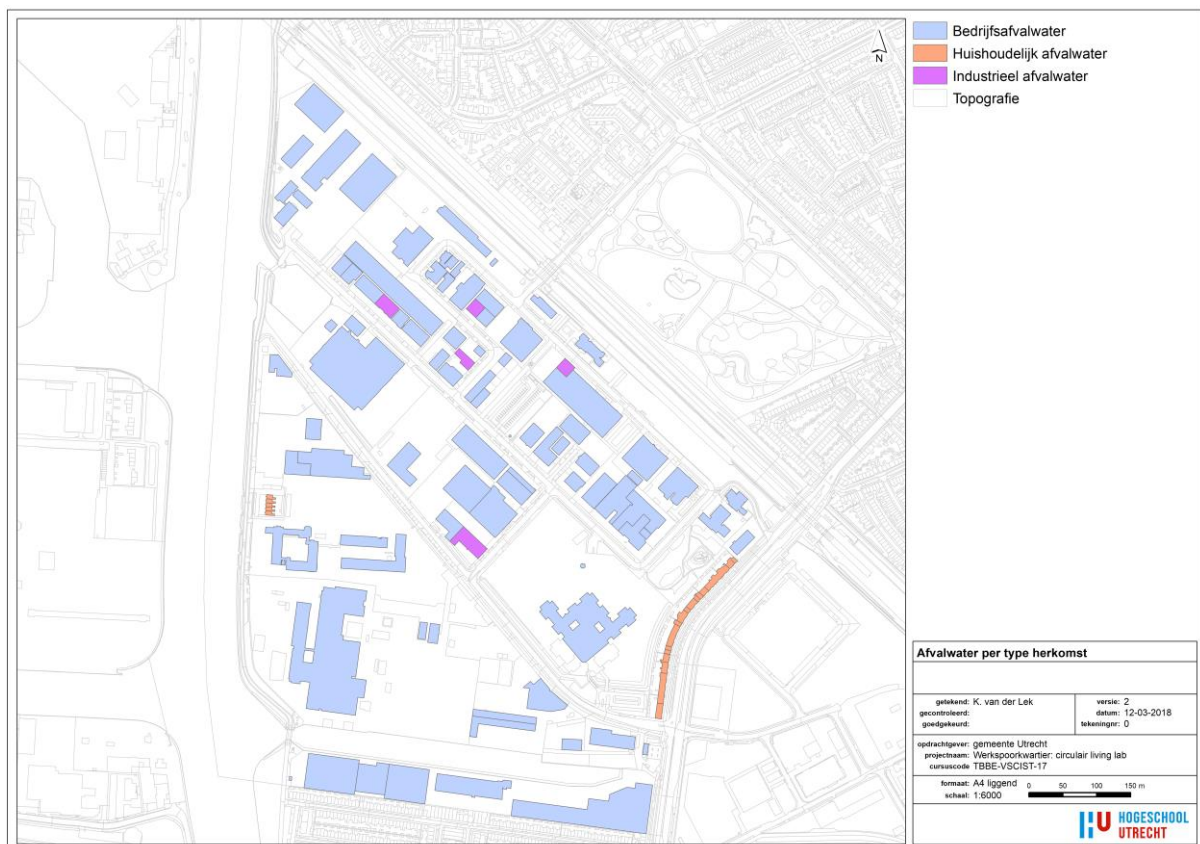 N
Bedrijfsafvalwater
Huishoudelijk afvalwater
Industrieel afvalwater
Topografie
Afvalwater per type herkomst
getekend: K. van der Lek
versie: 2
gecontroleerd:
datum: 12-03-2018
goedgekeurd:
tekeningnr: 0
opdrachtgever: gemeente Utrecht
projectnaam: Werkspoorkwartier: circulair living lab
cursuscode TBBE-VSCIST-17
formaat: A4 liggend
schaal: 1:6000
0 50 100 150 m
HOGESCHOOL
UTRECHT